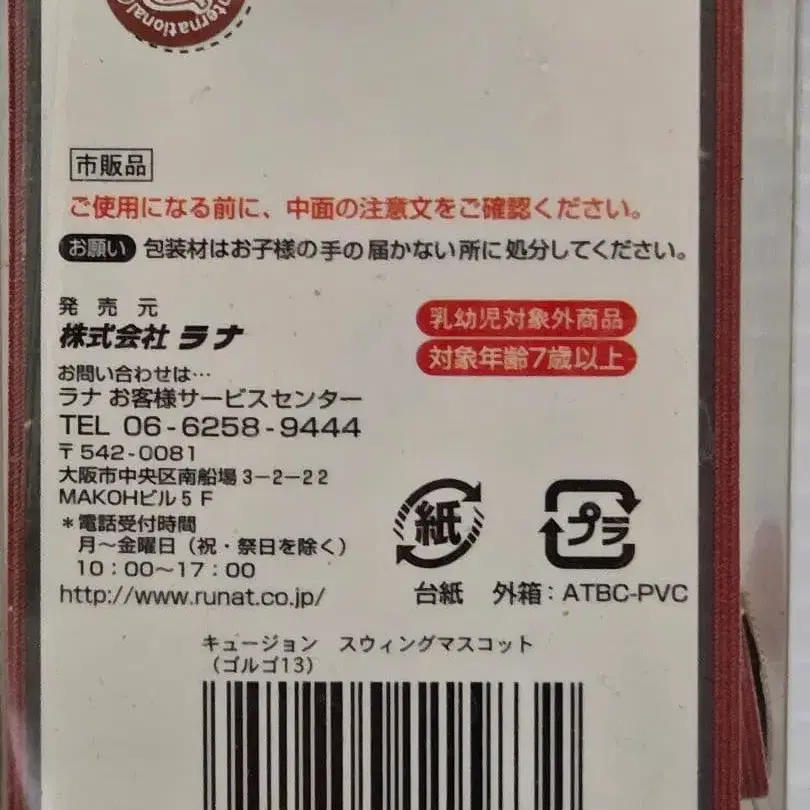 International
市販品
ご使用になる前に、中面の注意文をご確認ください。
お願い 包装材はお子様の手の届かない所に処分してください。
発売元
株式会社 ラナ
乳幼児対象外商品
対象年齢7歳以上
お問い合わせは…
ラナ お客様サービスセンター
TEL 06-6258-9444
〒542-0081
大阪市中央区南船場3-2-22
MAKOHビル5F
*電話受付時間
月〜金曜日(祝・祭日を除く)
10:00〜17:00
http://www.runat.co.jp/
紙
プラ
台紙 外箱:ATBC-PVC
キュージョン スウィングマスコット
(ゴルゴ13)